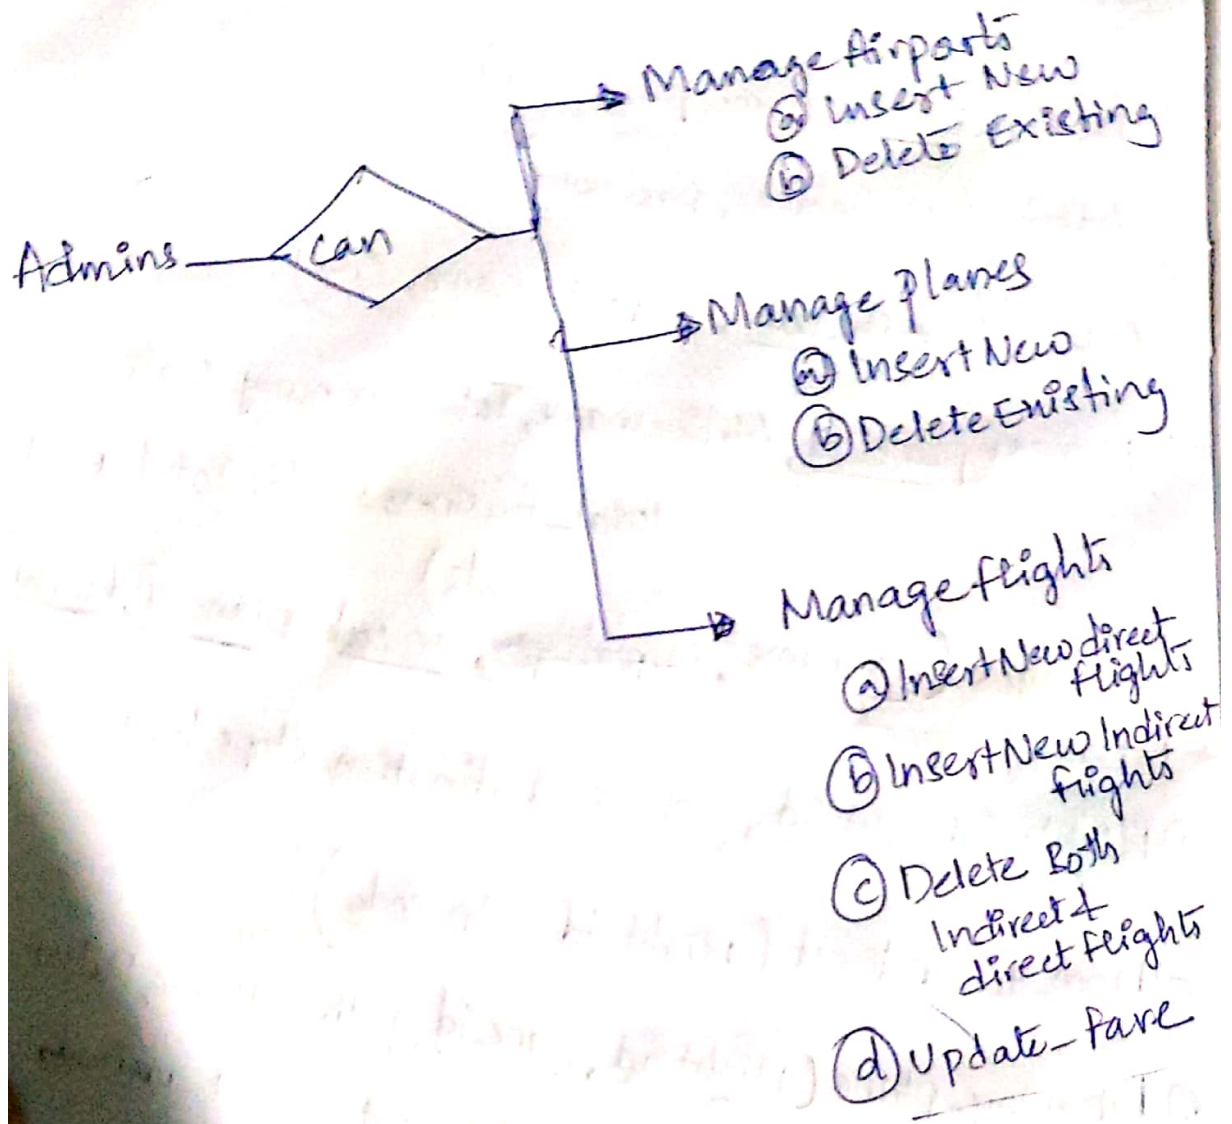 Manage Airports
ⓐ Insert New
ⓑ Delete Existing
Admins
can
Manage planes
ⓐ Insert New
ⓑ Delete Existing
Manage flights
ⓐ Insert New direct
flights
ⓑ Insert New Indirect
flights
ⓒ Delete Both
Indirect &
direct flights
ⓓ Update_fare